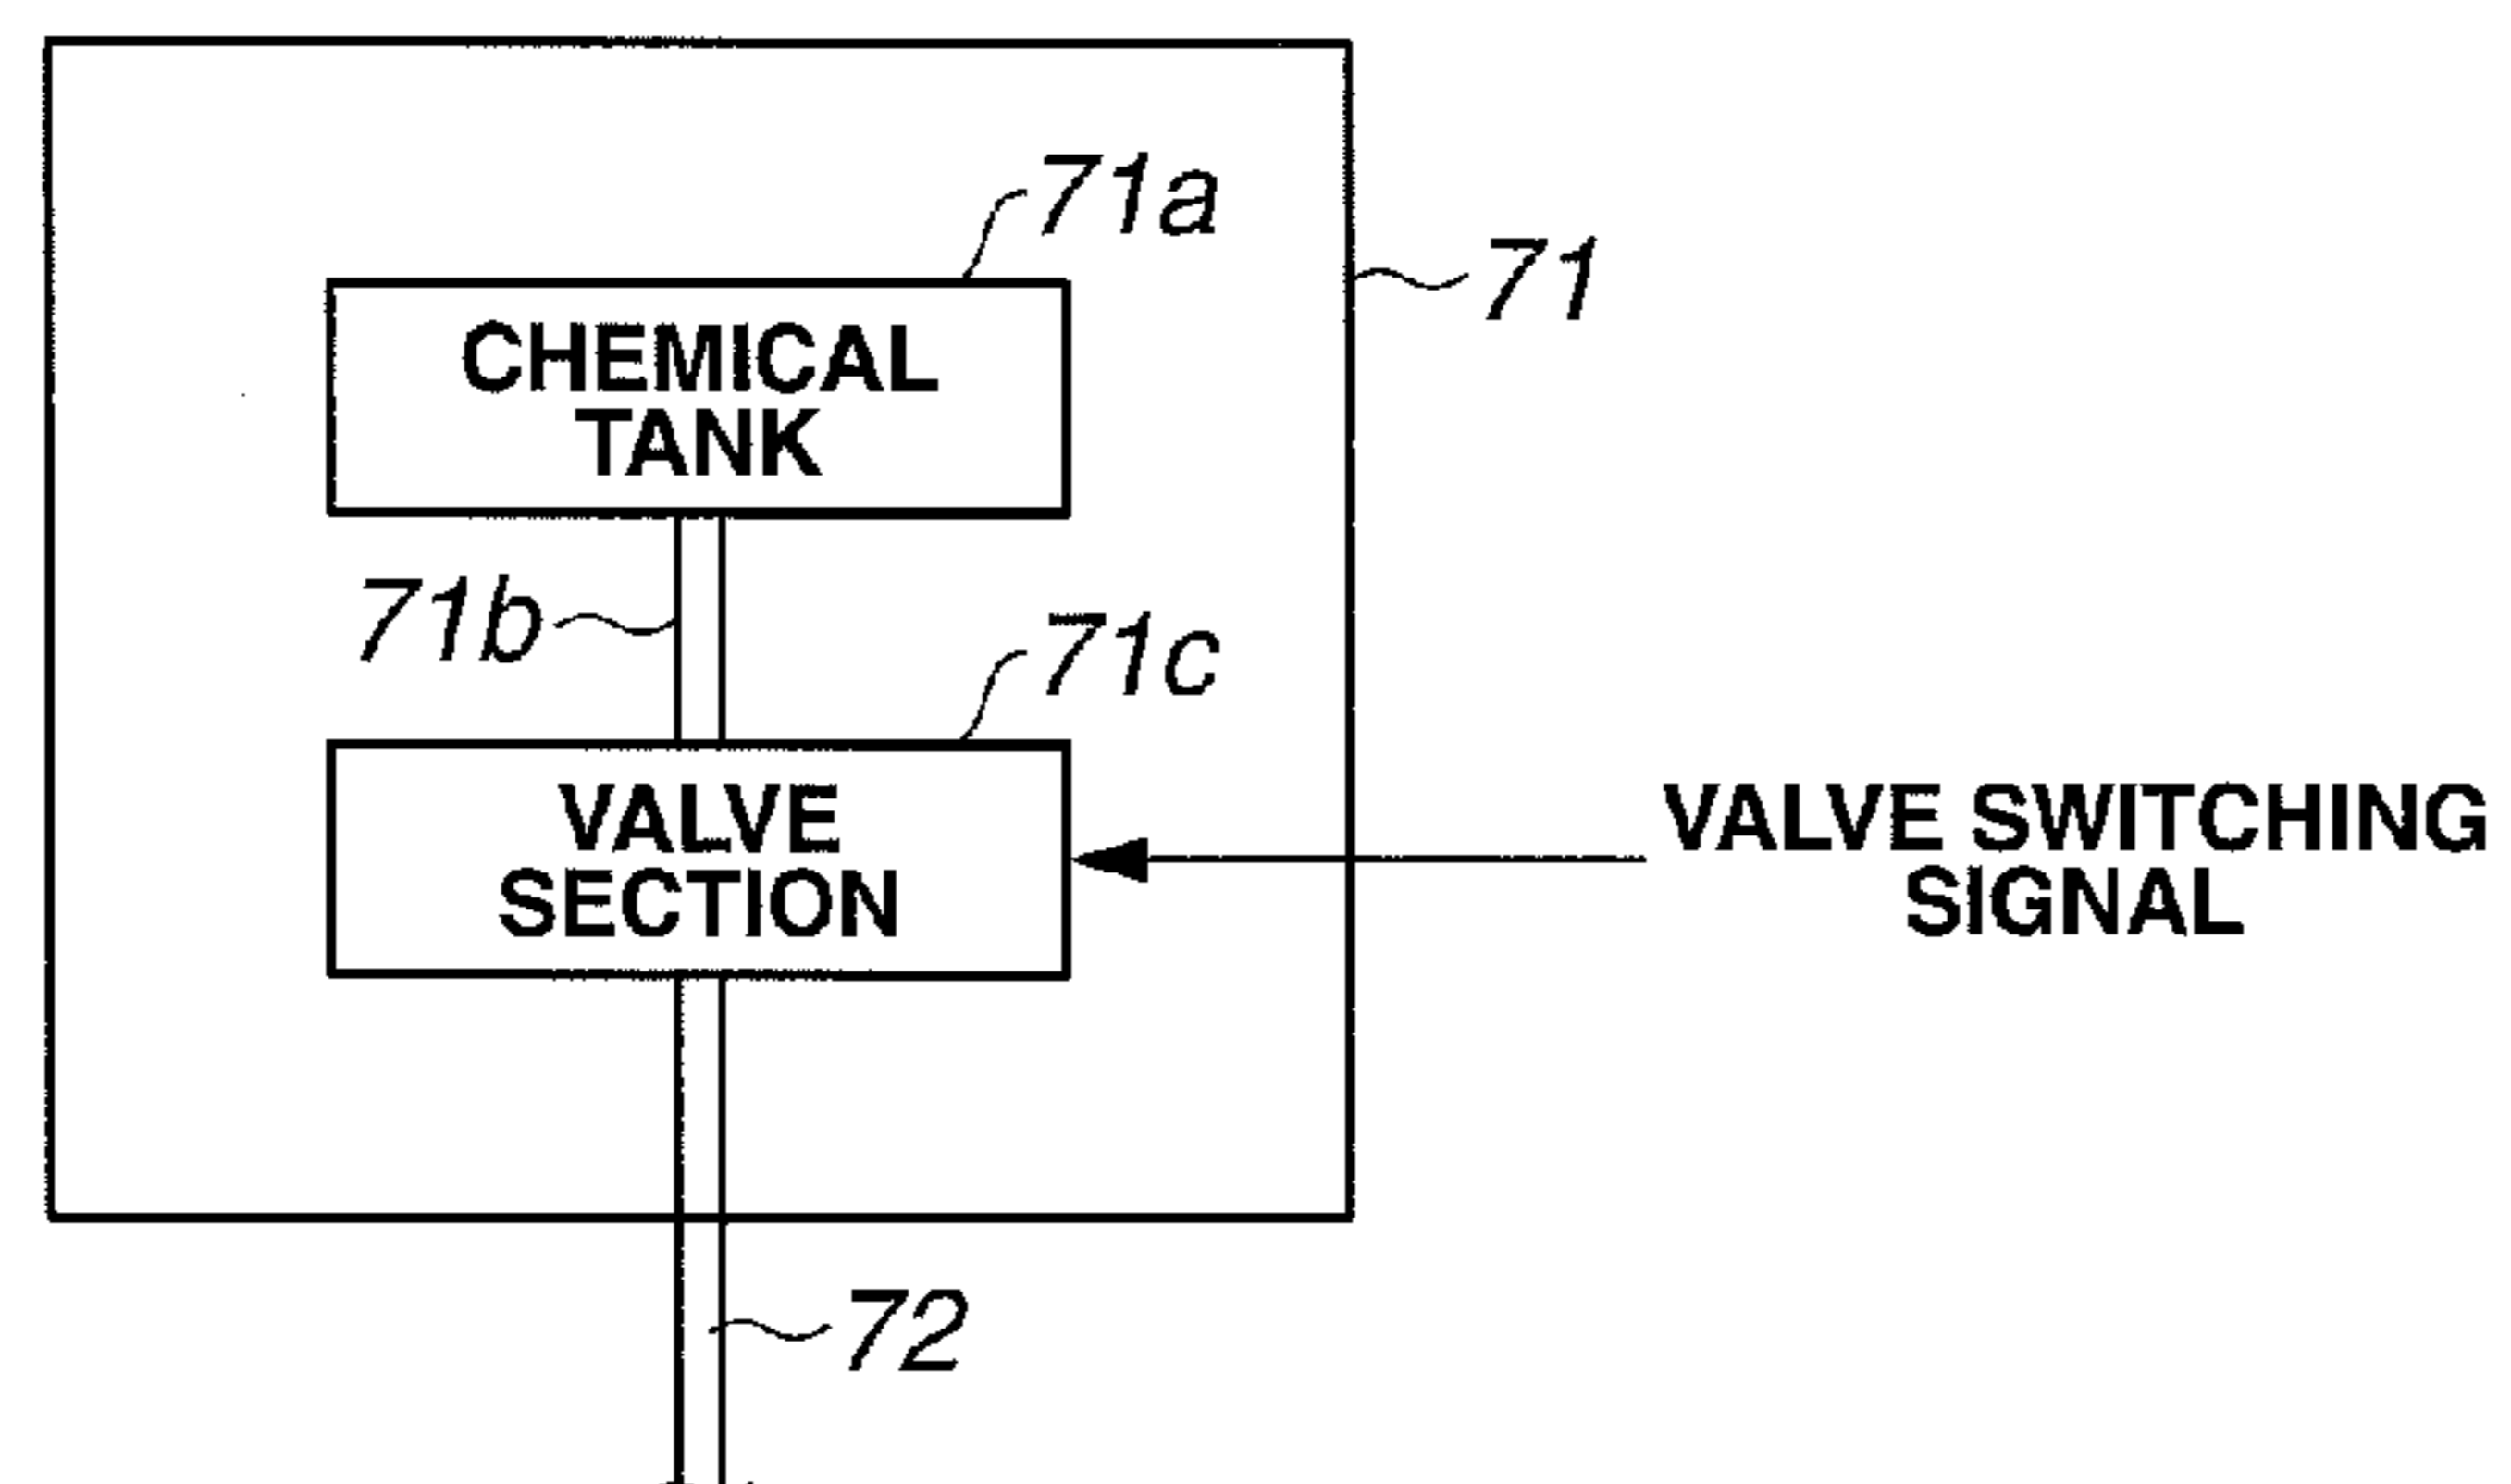 71a
71
CHEMICAL
TANK
71b
71c
VALVE
SECTION
VALVE SWITCHING
SIGNAL
72